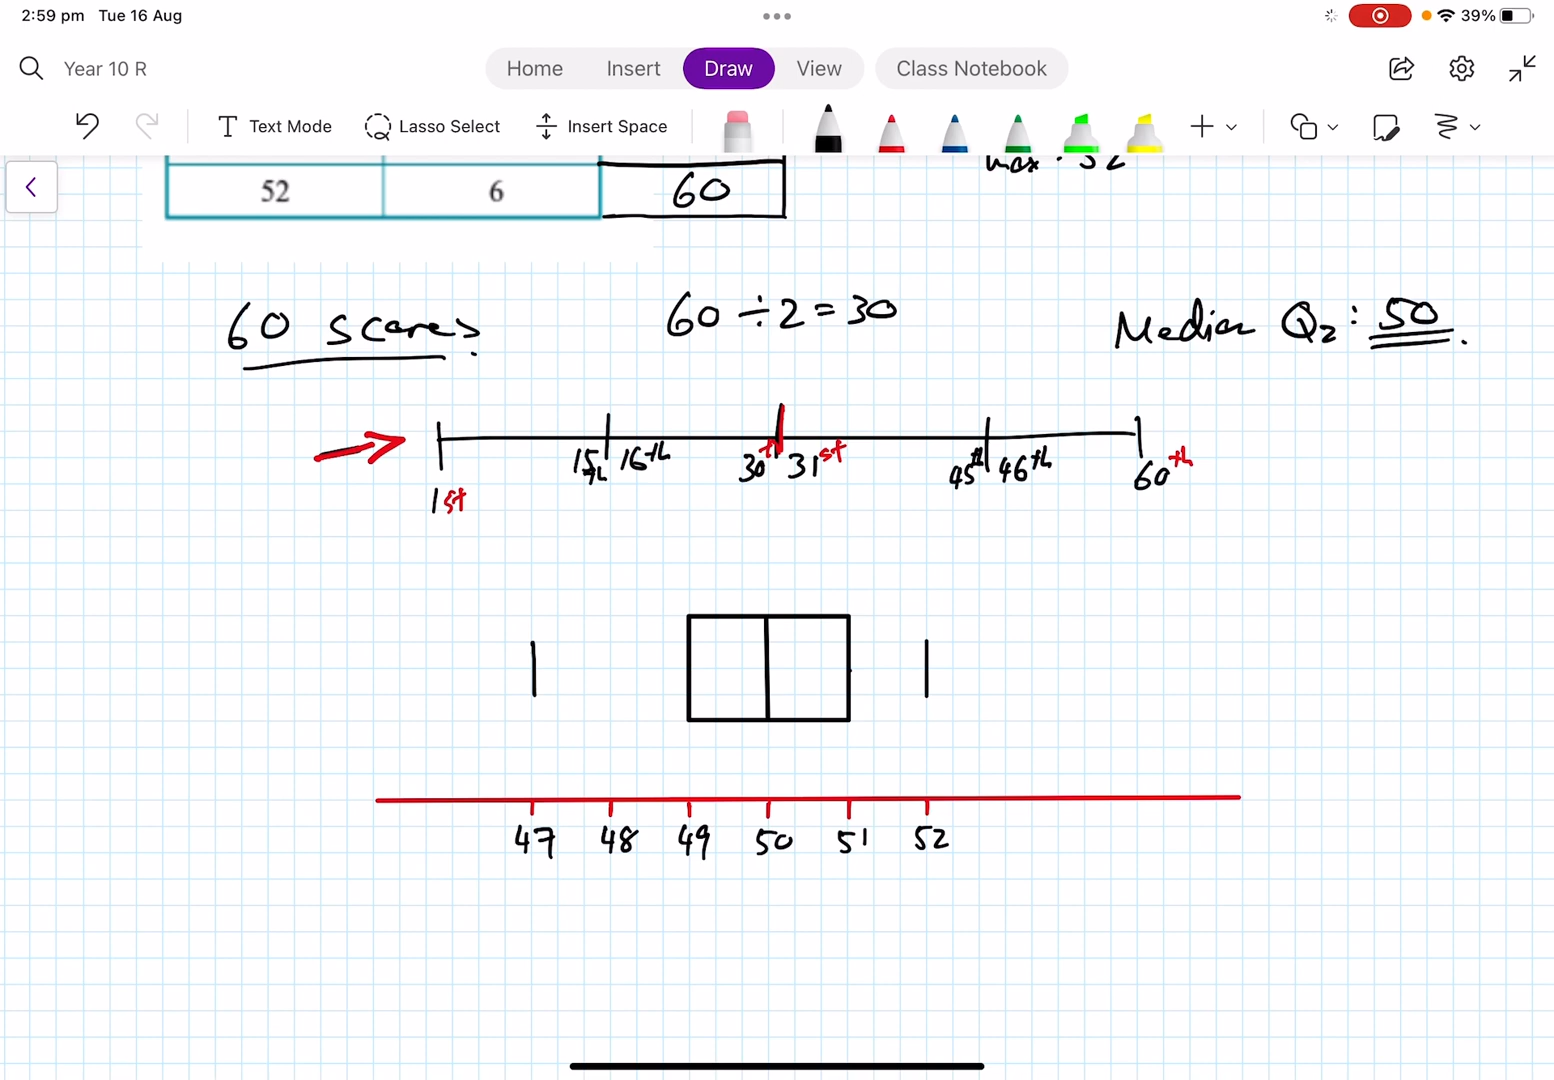 2:59 pm Tue 16 Aug
39%
Year 10 R
Home Insert Draw View Class Notebook
Text Mode Lasso Select Insert Space
max : 52
52 6 60
60 scores. 60 ÷ 2 = 30 Median Q2 : 50.
15th 16th 30th 31st 45th 46th 60th
1st
47 48 49 50 51 52